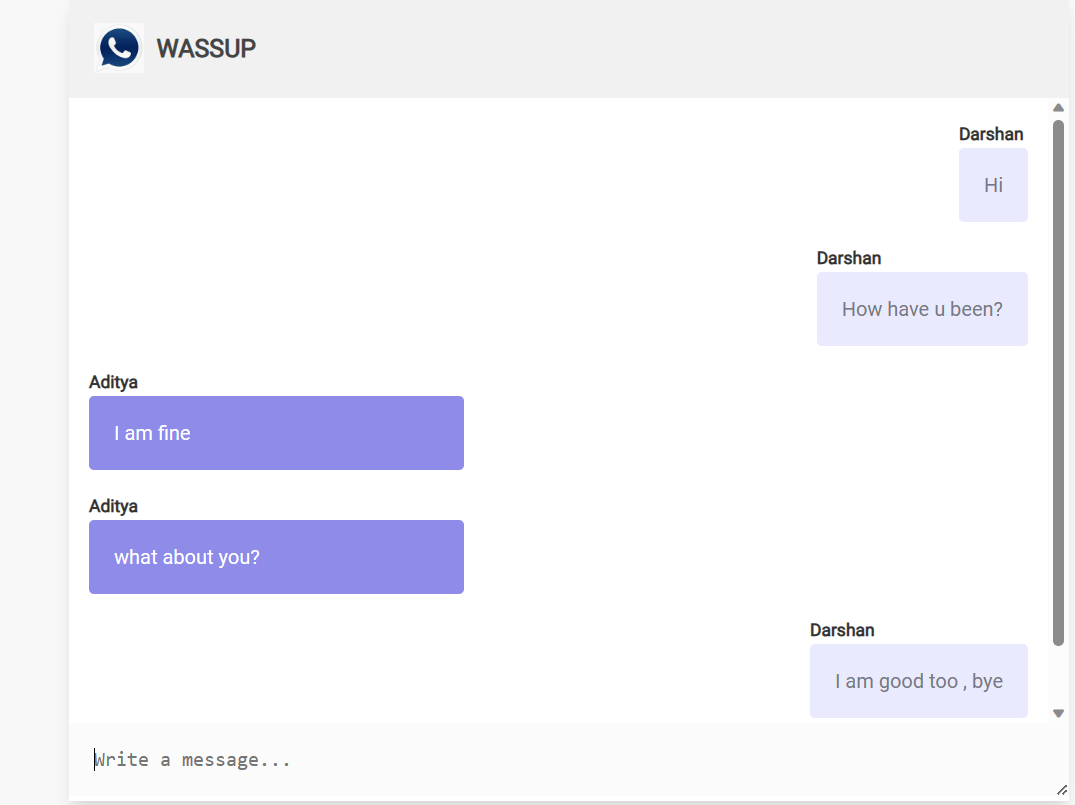 WASSUP
Darshan
Hi
Darshan
How have u been?
Aditya
I am fine
Aditya
what about you?
Darshan
I am good too , bye
Write a message...